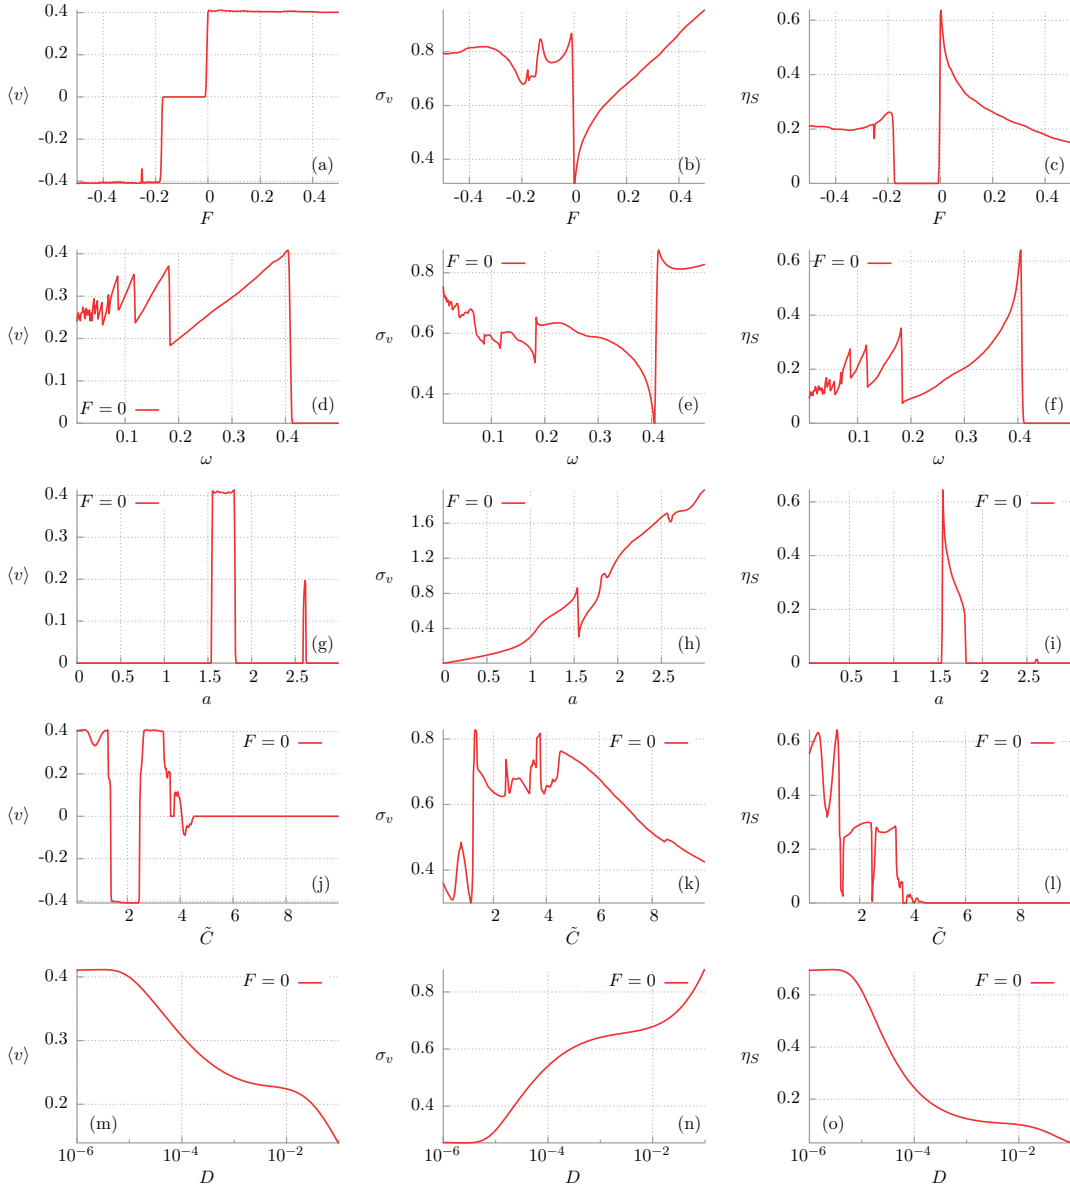 ⟨v⟩ 0.4 0.2 0 -0.2 -0.4 -0.4 -0.2 0 0.2 0.4 F (a)
σ_v 0.8 0.6 0.4 -0.4 -0.2 0 0.2 0.4 F (b)
η_S 0.6 0.4 0.2 0 -0.4 -0.2 0 0.2 0.4 F (c)
⟨v⟩ 0.4 0.3 0.2 0.1 0 0.1 0.2 0.3 0.4 ω F = 0 (d)
σ_v 0.8 0.6 0.4 0.1 0.2 0.3 0.4 ω F = 0 (e)
η_S 0.6 0.4 0.2 0 0.1 0.2 0.3 0.4 ω F = 0 (f)
⟨v⟩ 0.4 0.3 0.2 0.1 0 0 0.5 1 1.5 2 2.5 a F = 0 (g)
σ_v 1.6 1.2 0.8 0.4 0 0.5 1 1.5 2 2.5 a F = 0 (h)
η_S 0.6 0.4 0.2 0 0.5 1 1.5 2 2.5 a F = 0 (i)
⟨v⟩ 0.4 0.2 0 -0.2 -0.4 2 4 6 8 C̃ F = 0 (j)
σ_v 0.8 0.6 0.4 2 4 6 8 C̃ F = 0 (k)
η_S 0.6 0.4 0.2 0 2 4 6 8 C̃ F = 0 (l)
⟨v⟩ 0.4 0.3 0.2 10⁻⁶ 10⁻⁴ 10⁻² D F = 0 (m)
σ_v 0.8 0.6 0.4 10⁻⁶ 10⁻⁴ 10⁻² D F = 0 (n)
η_S 0.6 0.4 0.2 10⁻⁶ 10⁻⁴ 10⁻² D F = 0 (o)